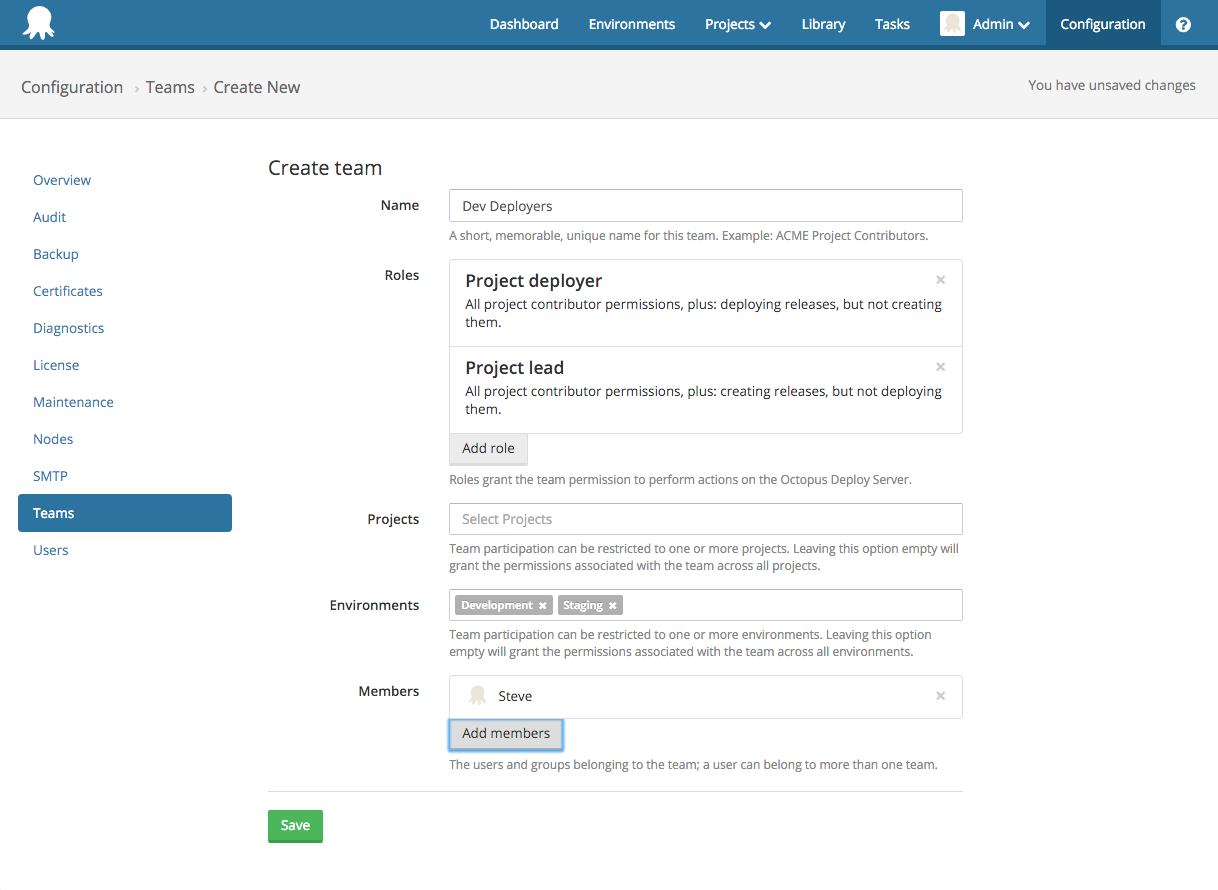 Dashboard Environments Projects Library Tasks Admin Configuration ?
Configuration › Teams › Create New You have unsaved changes
Overview
Audit
Backup
Certificates
Diagnostics
License
Maintenance
Nodes
SMTP
Teams
Users
Create team
Name Dev Deployers
A short, memorable, unique name for this team. Example: ACME Project Contributors.
Roles
Project deployer ×
All project contributor permissions, plus: deploying releases, but not creating
them.
Project lead ×
All project contributor permissions, plus: creating releases, but not deploying
them.
Add role
Roles grant the team permission to perform actions on the Octopus Deploy Server.
Projects Select Projects
Team participation can be restricted to one or more projects. Leaving this option empty will
grant the permissions associated with the team across all projects.
Environments Development × Staging ×
Team participation can be restricted to one or more environments. Leaving this option
empty will grant the permissions associated with the team across all environments.
Members Steve ×
Add members
The users and groups belonging to the team; a user can belong to more than one team.
Save